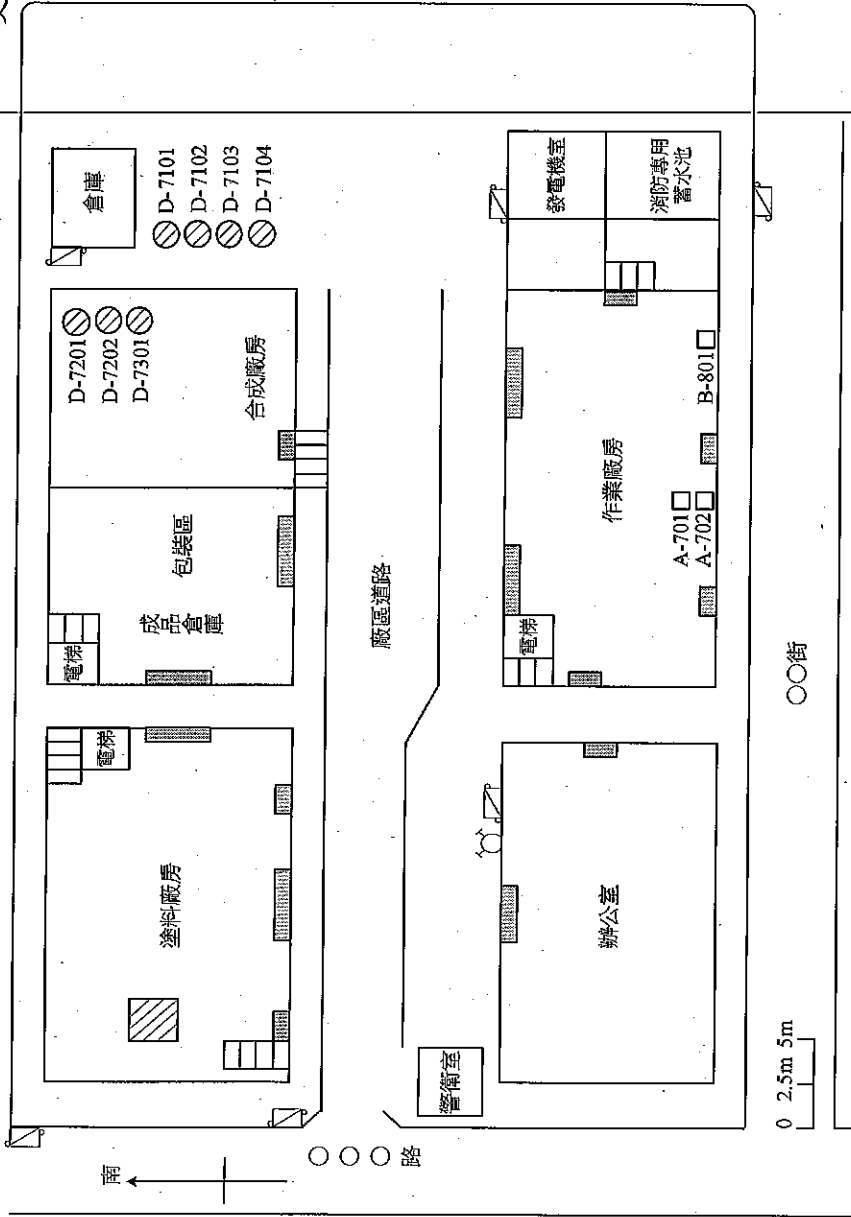 倉庫
D-7101
D-7102
D-7103
D-7104
D-7201
D-7202
D-7301
合成廠房
包裝區
成品倉庫
電梯
電梯
塗料廠房
廠區道路
發電機室
消防專用
蓄水池
作業廠房
B-801
A-701
A-702
電梯
辦公室
警衛室
○○街
○○○路
南
0 2.5m 5m